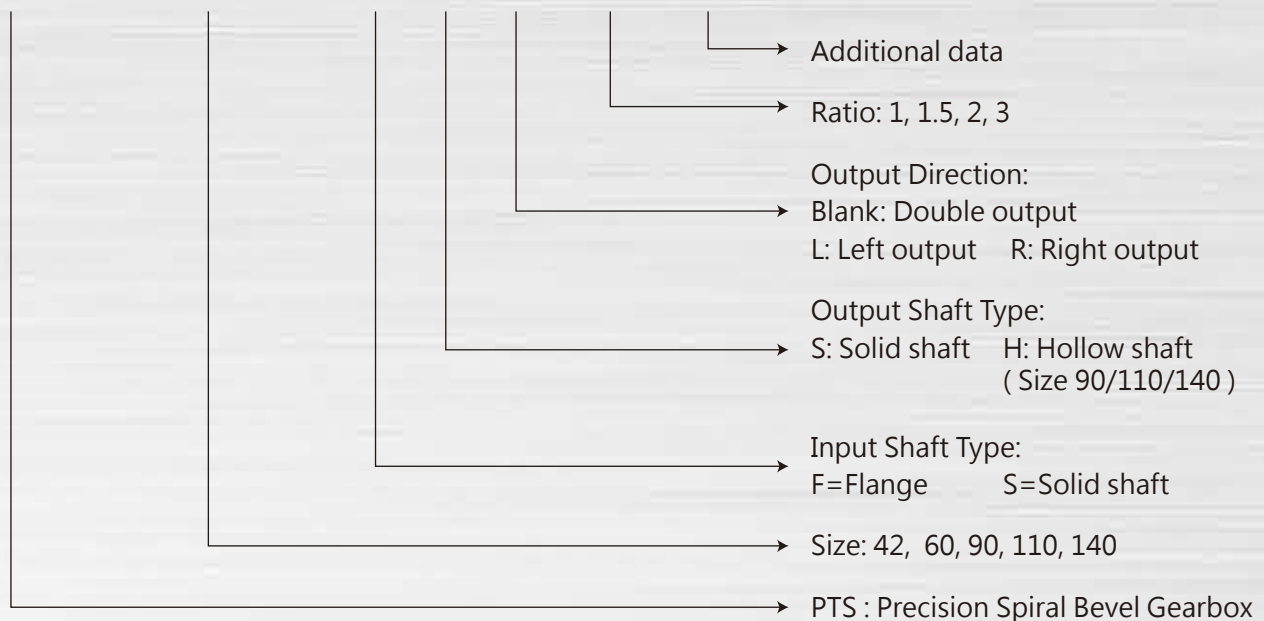 Additional data
Ratio: 1, 1.5, 2, 3
Output Direction:
Blank: Double output
L: Left output R: Right output
Output Shaft Type:
S: Solid shaft H: Hollow shaft
( Size 90/110/140 )
Input Shaft Type:
F=Flange S=Solid shaft
Size: 42, 60, 90, 110, 140
PTS : Precision Spiral Bevel Gearbox